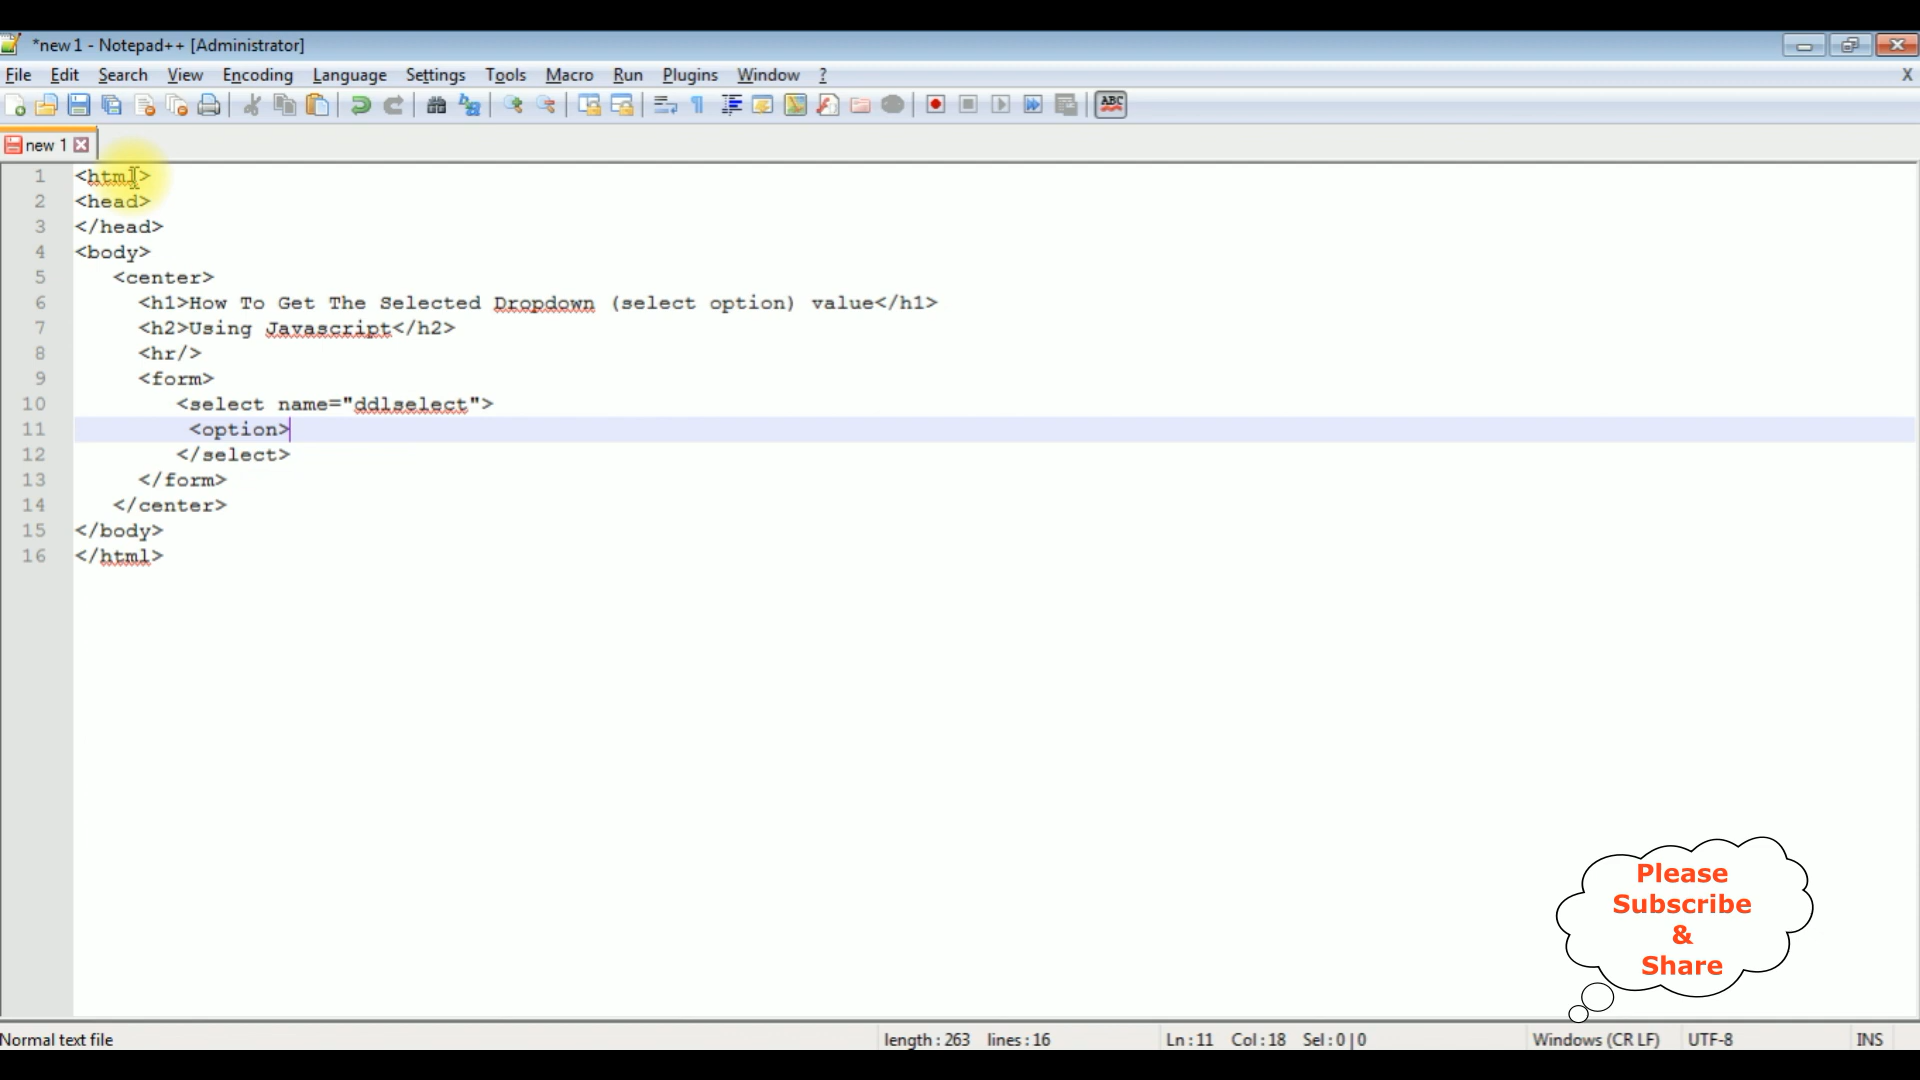 *new 1 - Notepad++ [Administrator]
File Edit Search View Encoding Language Settings Tools Macro Run Plugins Window ? X
ABC
new 1
1 <html>
2 <head>
3 </head>
4 <body>
5 <center>
6 <h1>How To Get The Selected Dropdown (select option) value</h1>
7 <h2>Using Javascript</h2>
8 <hr/>
9 <form>
10 <select name="ddlselect">
11 <option>
12 </select>
13 </form>
14 </center>
15 </body>
16 </html>
Please
Subscribe
&
Share
Normal text file length : 263 lines : 16 Ln : 11 Col : 18 Sel : 0 | 0 Windows (CR LF) UTF-8 INS